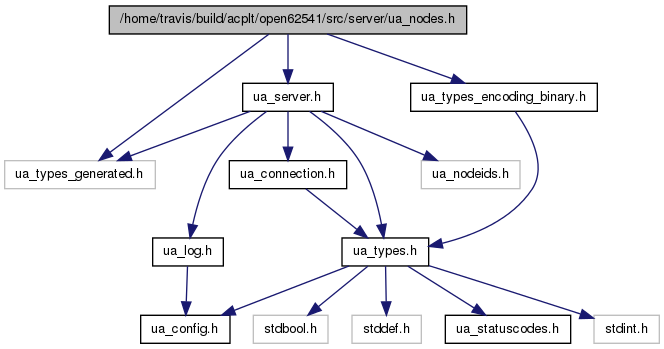 /home/travis/build/acplt/open62541/src/server/ua_nodes.h
ua_server.h
ua_types_encoding_binary.h
ua_types_generated.h
ua_connection.h
ua_nodeids.h
ua_log.h
ua_types.h
ua_config.h
stdbool.h
stddef.h
ua_statuscodes.h
stdint.h